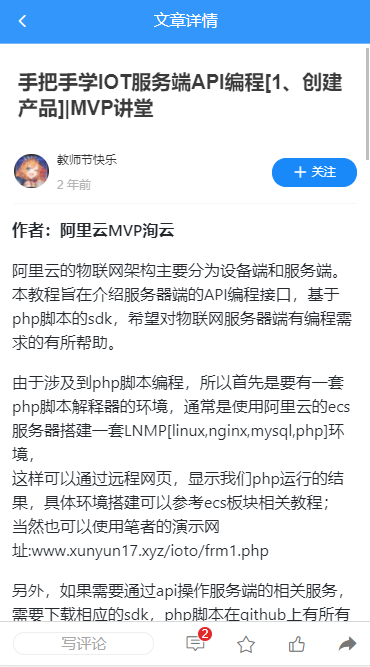 文章详情
手把手学IOT服务端API编程[1、创建
产品]|MVP讲堂
教师节快乐
2 年前
关注
作者：阿里云MVP洵云
阿里云的物联网架构主要分为设备端和服务端。
本教程旨在介绍服务器端的API编程接口，基于
php脚本的sdk，希望对物联网服务器端有编程需
求的有所帮助。
由于涉及到php脚本编程，所以首先是要有一套
php脚本解释器的环境，通常是使用阿里云的ecs
服务器搭建一套LNMP[linux,nginx,mysql,php]环
境，
这样可以通过远程网页，显示我们php运行的结
果，具体环境搭建可以参考ecs板块相关教程；
当然也可以使用笔者的演示网
址:www.xunyun17.xyz/ioto/frm1.php
另外，如果需要通过api操作服务端的相关服务，
需要下载相应的sdk，php脚本在github上有所有
写评论
2